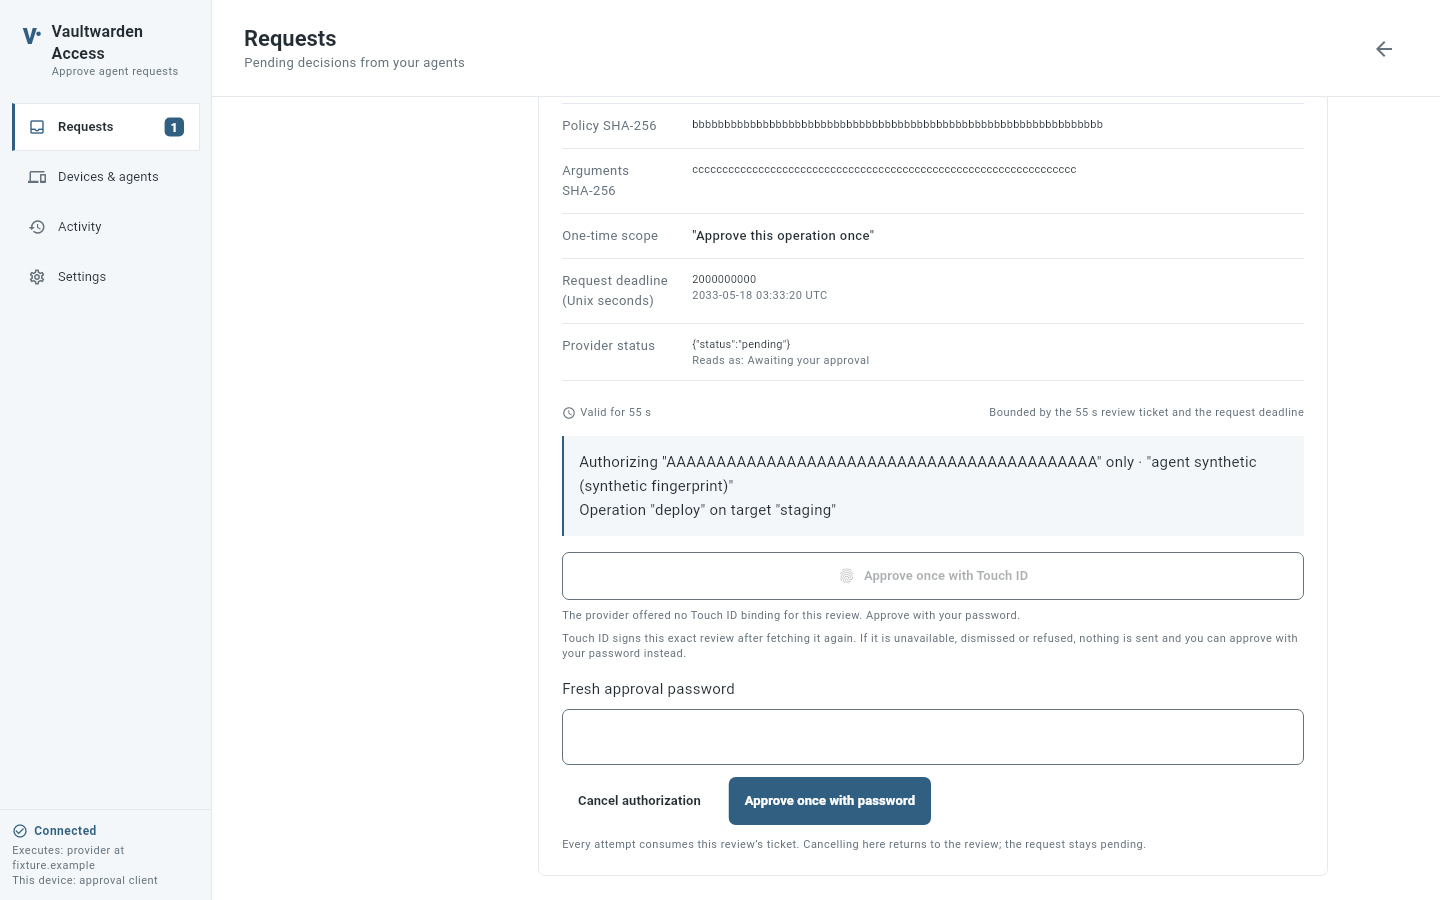 Vaultwarden
Access
Approve agent requests
Requests
1
Devices & agents
Activity
Settings
Connected
Executes: provider at
fixture.example
This device: approval client
Requests
Pending decisions from your agents
Policy SHA-256
bbbbbbbbbbbbbbbbbbbbbbbbbbbbbbbbbbbbbbbbbbbbbbbbbbbbbbbbbbbbbbbb
Arguments
SHA-256
cccccccccccccccccccccccccccccccccccccccccccccccccccccccccccccccc
One-time scope
"Approve this operation once"
Request deadline
(Unix seconds)
2000000000
2033-05-18 03:33:20 UTC
Provider status
{"status":"pending"}
Reads as: Awaiting your approval
Valid for 55 s
Bounded by the 55 s review ticket and the request deadline
Authorizing "AAAAAAAAAAAAAAAAAAAAAAAAAAAAAAAAAAAAAAAAAAA" only · "agent synthetic
(synthetic fingerprint)"
Operation "deploy" on target "staging"
Approve once with Touch ID
The provider offered no Touch ID binding for this review. Approve with your password.
Touch ID signs this exact review after fetching it again. If it is unavailable, dismissed or refused, nothing is sent and you can approve with
your password instead.
Fresh approval password
Cancel authorization
Approve once with password
Every attempt consumes this review's ticket. Cancelling here returns to the review; the request stays pending.